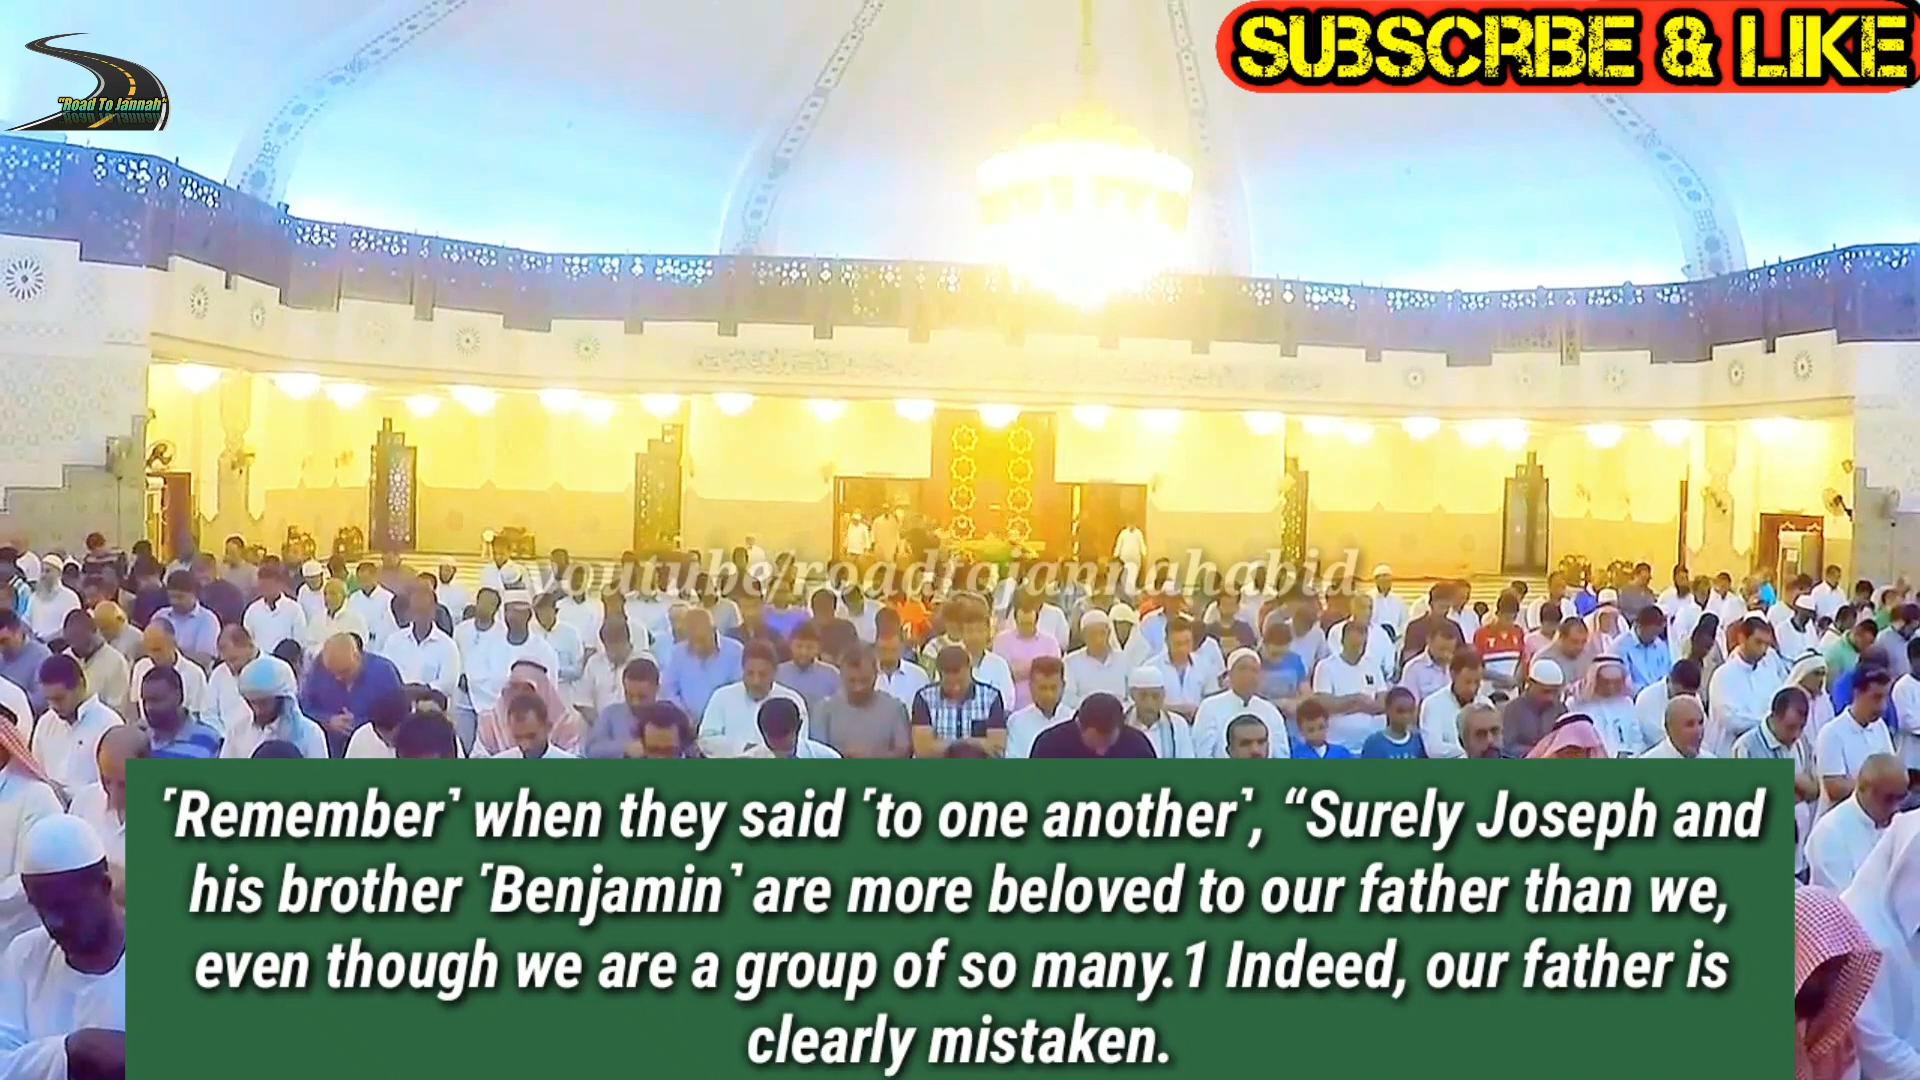 SUBSCRBE & LIKE
"Road To Jannah"
youtube/roadtojannahabid
˹Remember˺ when they said ˹to one another˺, “Surely Joseph and
his brother ˹Benjamin˺ are more beloved to our father than we,
even though we are a group of so many.1 Indeed, our father is
clearly mistaken.